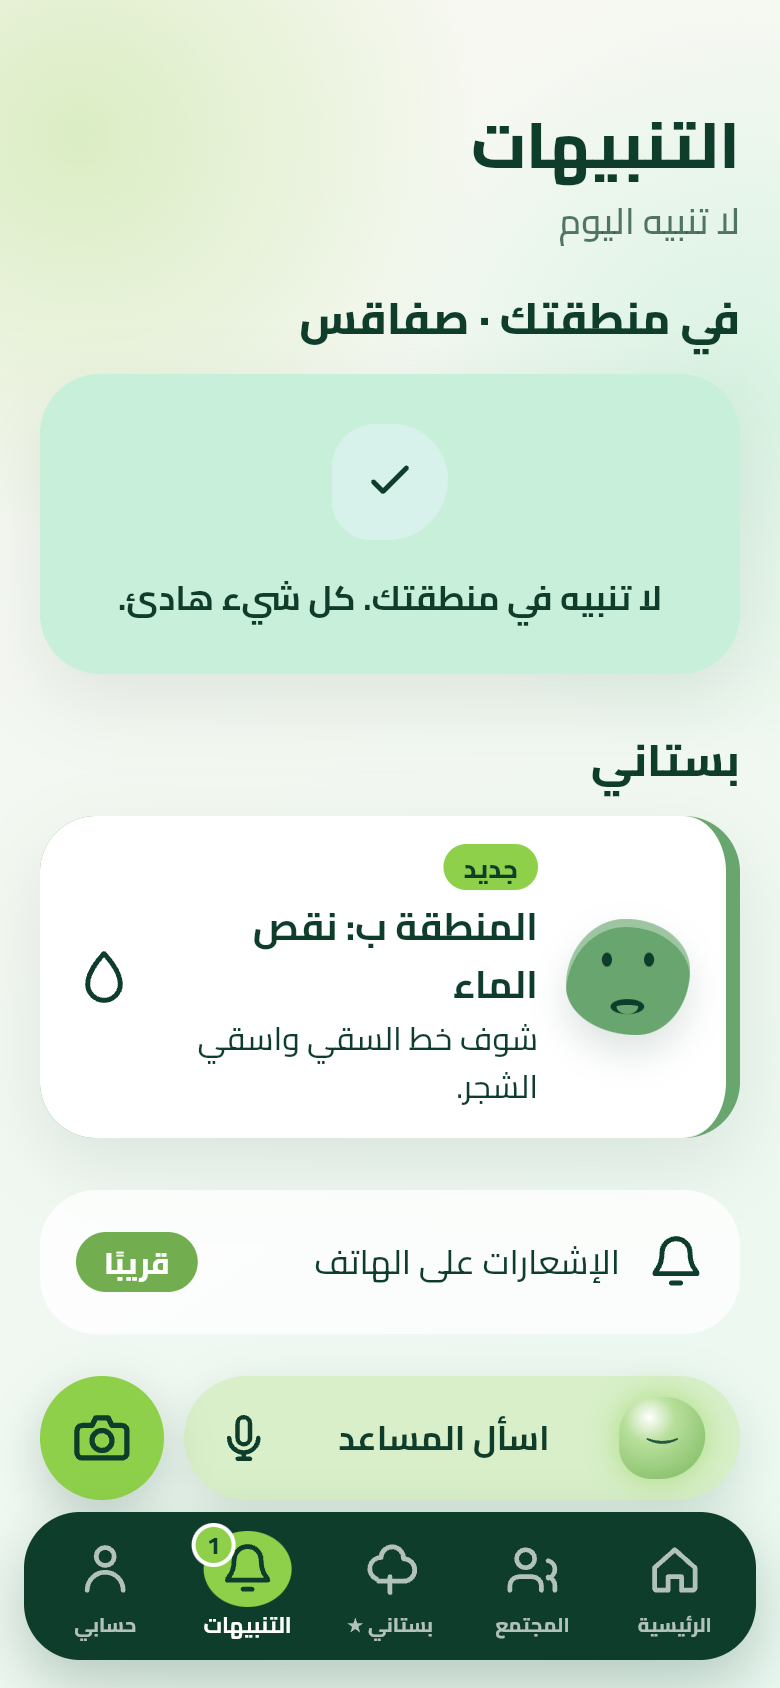 التنبيهات
لا تنبيه اليوم
في منطقتك · صفاقس
لا تنبيه في منطقتك. كل شيء هادئ.
بستاني
جديد
المنطقة ب: نقص
الماء
شوف خط السقي واسقي
الشجر.
الإشعارات على الهاتف
قريبًا
اسأل المساعد
الرئيسية
المجتمع
بستاني ★
1
التنبيهات
حسابي